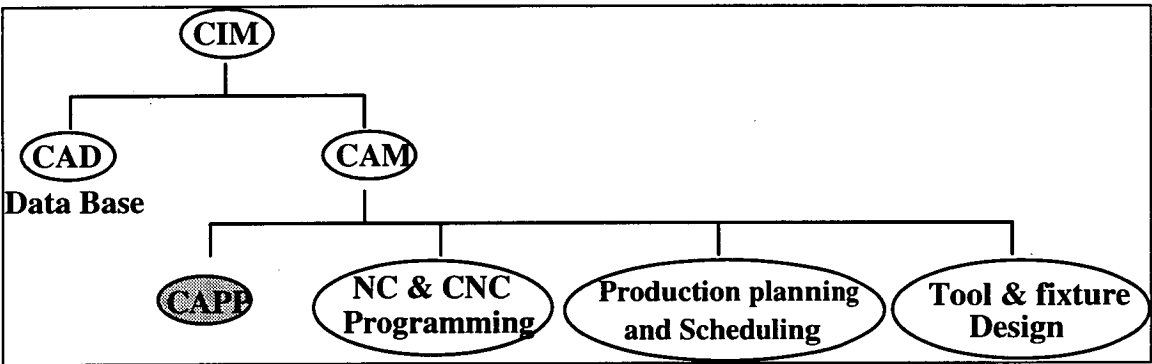 CIM
CAD
CAM
Data Base
CAPP
NC & CNC
Programming
Production planning
and Scheduling
Tool & fixture
Design